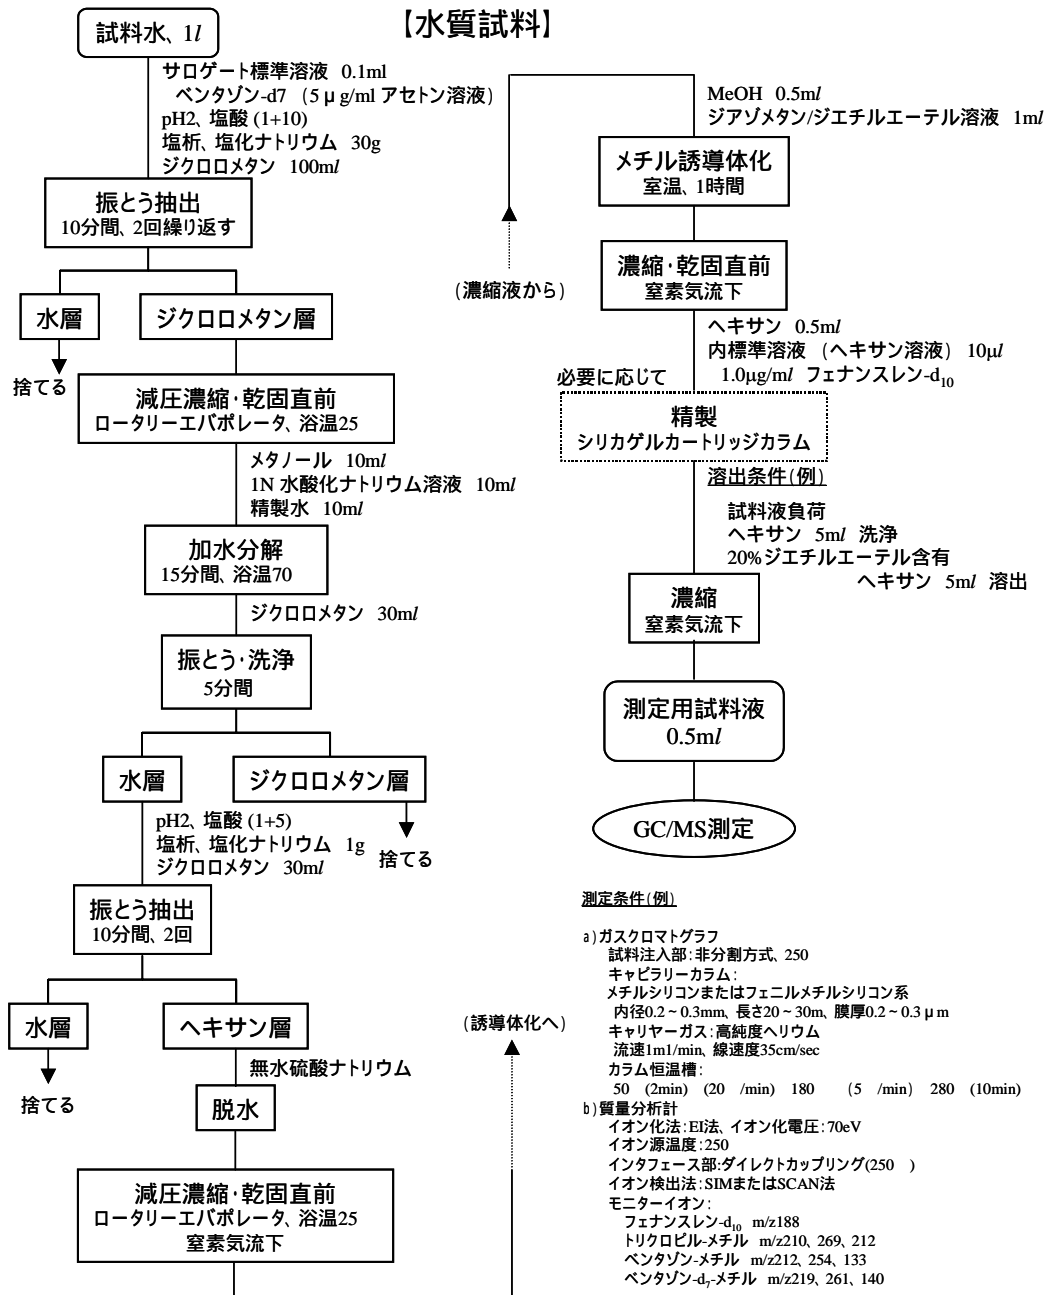 【水質試料】
試料水、1l
サロゲート標準溶液 0.1ml
ベンタゾン-d7 (5μg/ml アセトン溶液)
pH2、塩酸 (1+10)
塩析、塩化ナトリウム 30g
ジクロロメタン 100ml
振とう抽出
10分間、2回繰り返す
水層
ジクロロメタン層
捨てる
減圧濃縮・乾固直前
ロータリーエバポレータ、浴温25
メタノール 10ml
1N 水酸化ナトリウム溶液 10ml
精製水 10ml
加水分解
15分間、浴温70
ジクロロメタン 30ml
振とう・洗浄
5分間
水層
ジクロロメタン層
pH2、塩酸 (1+5)
塩析、塩化ナトリウム 1g
ジクロロメタン 30ml
捨てる
振とう抽出
10分間、2回
水層
ヘキサン層
捨てる
無水硫酸ナトリウム
脱水
減圧濃縮・乾固直前
ロータリーエバポレータ、浴温25
窒素気流下
(誘導体化へ)
(濃縮液から)
MeOH 0.5ml
ジアゾメタン/ジエチルエーテル溶液 1ml
メチル誘導体化
室温、1時間
濃縮・乾固直前
窒素気流下
ヘキサン 0.5ml
内標準溶液 (ヘキサン溶液) 10μl
1.0μg/ml フェナンスレン-d10
必要に応じて
精製
シリカゲルカートリッジカラム
溶出条件(例)
試料液負荷
ヘキサン 5ml 洗浄
20%ジエチルエーテル含有
ヘキサン 5ml 溶出
濃縮
窒素気流下
測定用試料液
0.5ml
GC/MS測定
測定条件(例)
a)ガスクロマトグラフ
試料注入部:非分割方式、250
キャピラリーカラム:
メチルシリコンまたはフェニルメチルシリコン系
内径0.2~0.3mm、長さ20~30m、膜厚0.2~0.3μm
キャリヤーガス:高純度ヘリウム
流速1m1/min、線速度35cm/sec
カラム恒温槽:
50 (2min) (20 /min) 180 (5 /min) 280 (10min)
b)質量分析計
イオン化法:EI法、イオン化電圧:70eV
イオン源温度:250
インタフェース部:ダイレクトカップリング(250 )
イオン検出法:SIMまたはSCAN法
モニターイオン:
フェナンスレン-d10 m/z188
トリクロピル-メチル m/z210、269、212
ベンタゾン-メチル m/z212、254、133
ベンタゾン-d7-メチル m/z219、261、140